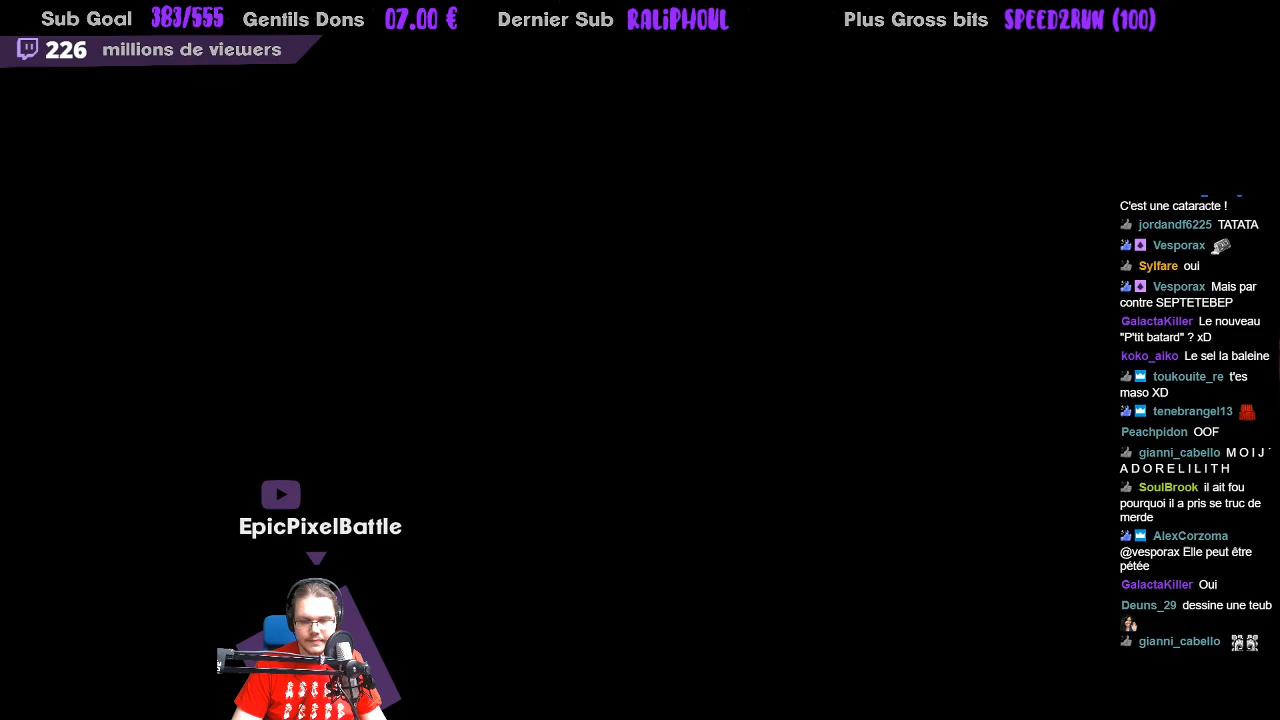 Sub Goal 383/555 Gentils Dons 07.00 € Dernier Sub RALIPHOUL Plus Gross bits SPEED2RUN (100)
226 millions de viewers
C'est une cataracte !
jordandf6225 TATATA
Vesporax
Sylfare oui
Vesporax Mais par
contre SEPTETEBEP
GalactaKiller Le nouveau
"P'tit batard" ? xD
koko_aiko Le sel la baleine
toukouite_re t'es
maso XD
tenebrangel13
Peachpidon OOF
gianni_cabello M O I J ´
A D O R E L I L I T H
SoulBrook il ait fou
pourquoi il a pris se truc de
merde
AlexCorzoma
@vesporax Elle peut être
pétée
GalactaKiller Oui
Deuns_29 dessine une teub
gianni_cabello
EpicPixelBattle